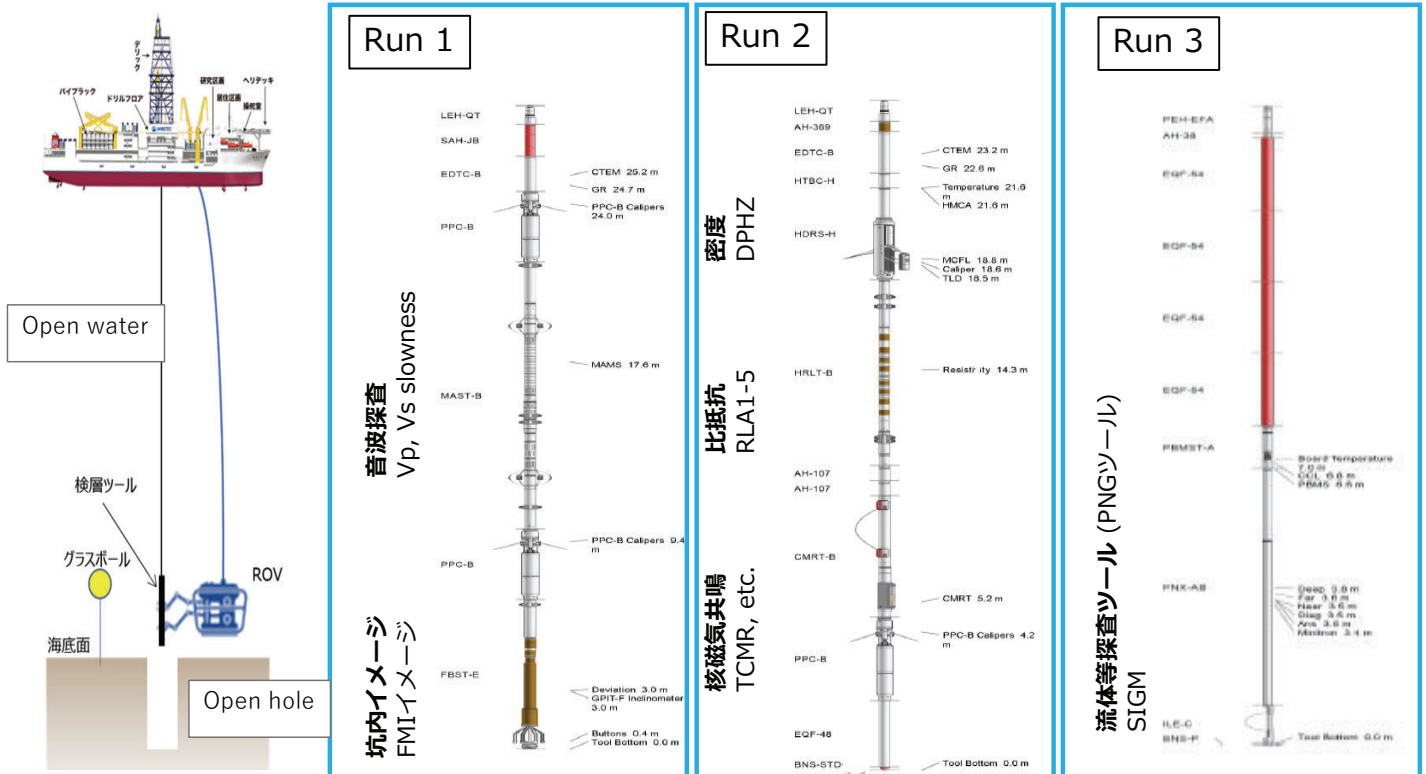 デリック
パイプラック
ドリルフロア
研究区画
居住区画
操舵室
ヘリデッキ
JAMSTEC
Open water
検層ツール
グラスボール
ROV
海底面
Open hole
Run 1
LEH-QT
SAH-JB
EDTC-B
CTEM 25.2 m
GR 24.7 m
PPC-B Calipers
24.0 m
PPC-B
音波探査
Vp, Vs slowness
MAMS 17.6 m
MAST-B
PPC-B Calipers 9.4
m
PPC-B
坑内イメージ
FMIイメージ
FBST-E
Deviation 3.0 m
GPIT-F Inclinometer
3.0 m
Buttons 0.4 m
Tool Bottom 0.0 m
Run 2
LEH-QT
AH-369
EDTC-B
CTEM 23.2 m
GR 22.6 m
HTBC-H
Temperature 21.6
m
HMCA 21.6 m
密度
DPHZ
HDRS-H
MCFL 18.8 m
Caliper 18.6 m
TLD 18.5 m
比抵抗
RLA1-5
HRLT-B
Resistivity 14.3 m
AH-107
AH-107
核磁気共鳴
TCMR, etc.
CMRT-B
CMRT 5.2 m
PPC-B Calipers 4.2
m
PPC-B
EQF-48
BNS-STD
Tool Bottom 0.0 m
Run 3
PEH-EFA
AH-38
EQF-54
EQF-54
EQF-54
EQF-54
PBMST-A
Board Temperature
7.0 m
CCL 6.6 m
PBMS
流体等探査ツール (PNGツール)
SIGM
PNX-AB
Deep 3.8 m
Far
Near 3.6 m
Diag 3.6 m
3.4 m
ILE-C
BNS-P
Tool Bottom 0.0 m